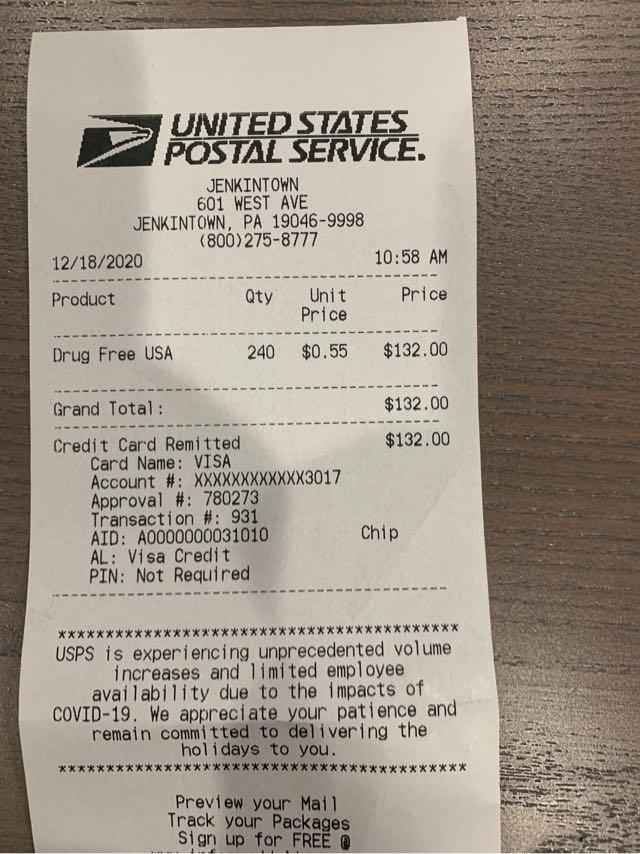 UNITED STATES
POSTAL SERVICE.
JENKINTOWN
601 WEST AVE
JENKINTOWN, PA 19046-9998
(800)275-8777
12/18/2020 10:58 AM
Product Qty Unit Price
Price
Drug Free USA 240 $0.55 $132.00
Grand Total: $132.00
Credit Card Remitted $132.00
Card Name: VISA
Account #: XXXXXXXXXXXX3017
Approval #: 780273
Transaction #: 931
AID: A0000000031010 Chip
AL: Visa Credit
PIN: Not Required
******************************************
USPS is experiencing unprecedented volume
increases and limited employee
availability due to the impacts of
COVID-19. We appreciate your patience and
remain committed to delivering the
holidays to you.
******************************************
Preview your Mail
Track your Packages
Sign up for FREE @